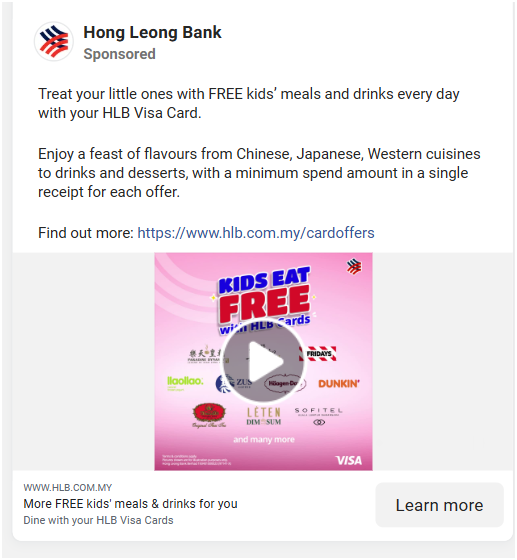 Hong Leong Bank
Sponsored
Treat your little ones with FREE kids’ meals and drinks every day
with your HLB Visa Card.
Enjoy a feast of flavours from Chinese, Japanese, Western cuisines
to drinks and desserts, with a minimum spend amount in a single
receipt for each offer.
Find out more: https://www.hlb.com.my/cardoffers
KIDS EAT
FREE
with HLB Cards
FRIDAYS
llaollao.
ZUS
Häagen-Dazs
DUNKIN'
Original Thai Tea
LÉTEN
DIM SUM
SOFITEL
and many more
VISA
WWW.HLB.COM.MY
More FREE kids' meals & drinks for you
Dine with your HLB Visa Cards
Learn more